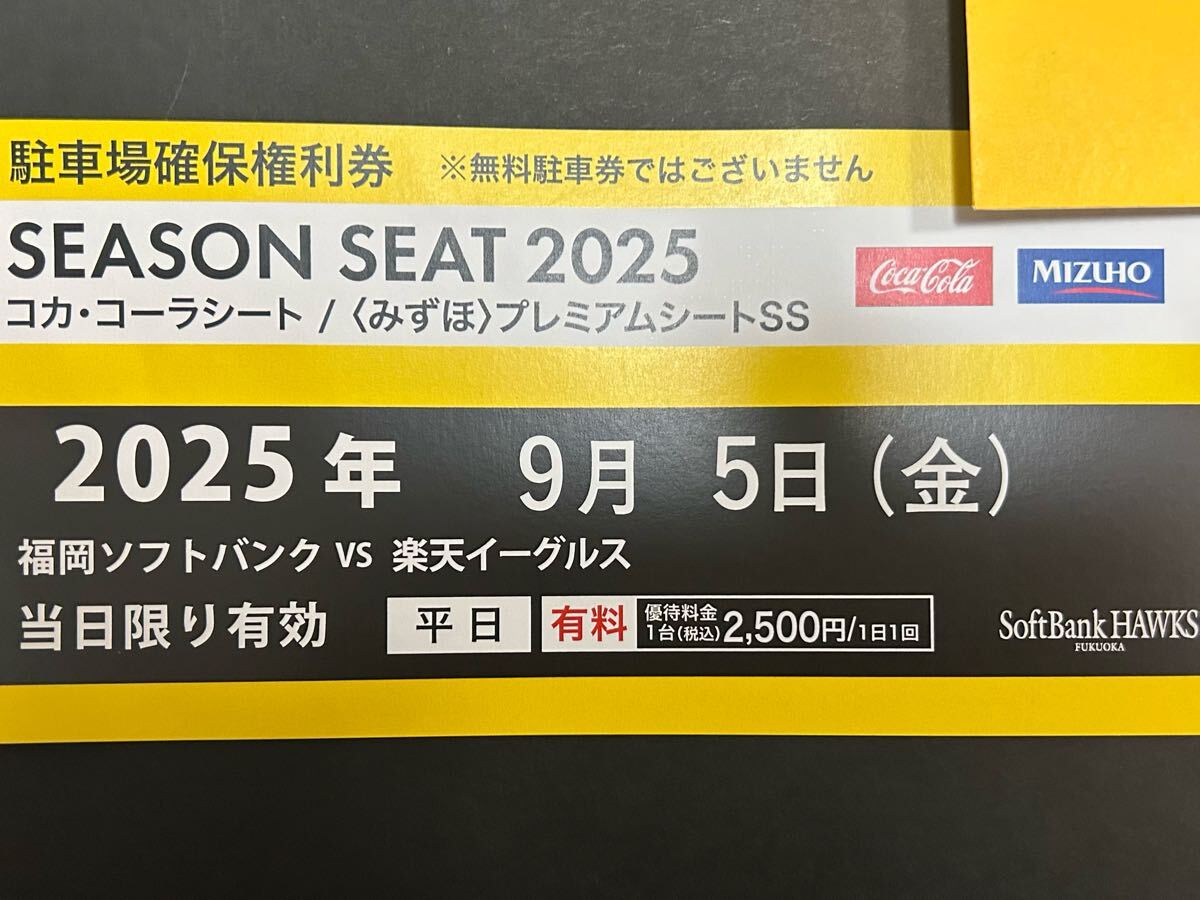 駐車場確保権利券 ※無料駐車券ではございません
SEASON SEAT 2025
コカ・コーラシート / 〈みずほ〉プレミアムシートSS
Coca-Cola
MIZUHO
2025年 9月 5日（金）
福岡ソフトバンク VS 楽天イーグルス
当日限り有効 平日 有料 優待料金 1台(税込) 2,500円/1日1回
SoftBank HAWKS
FUKUOKA